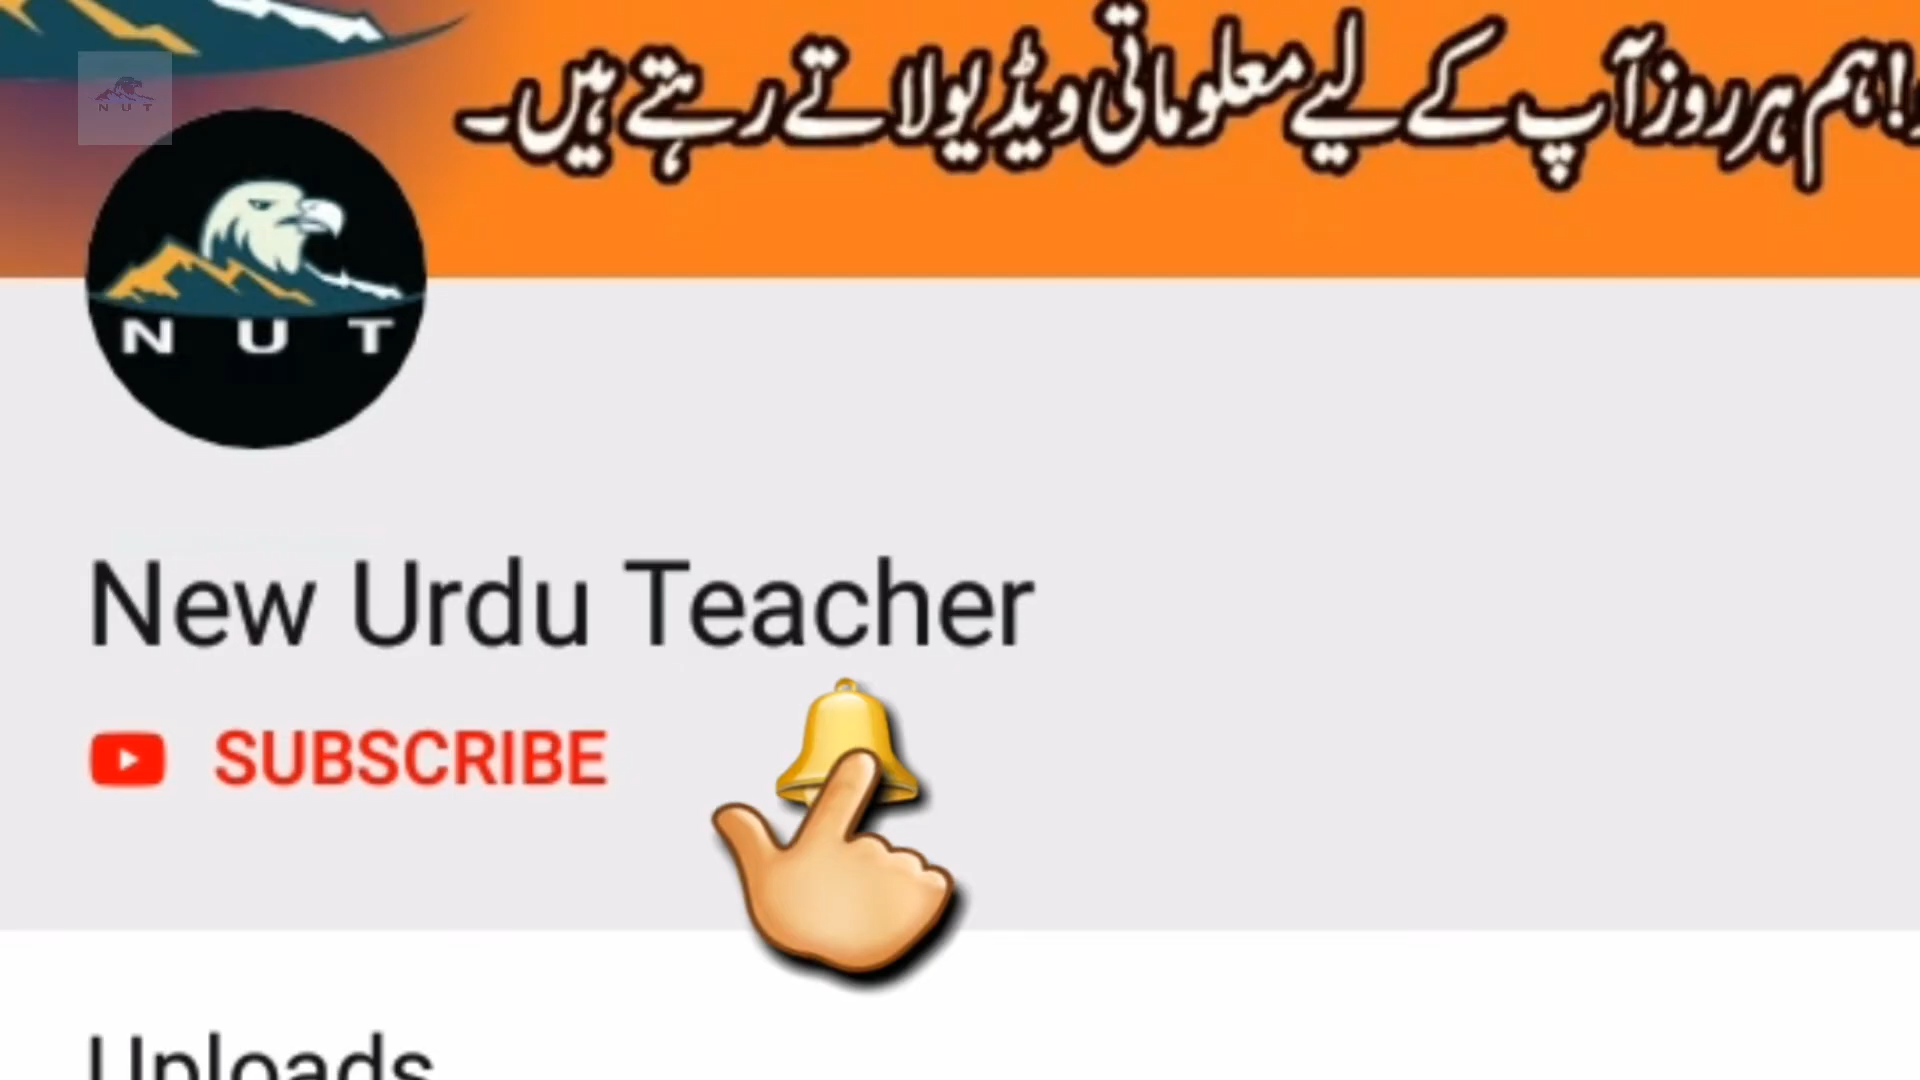 ! ہم ہر روز آپ کے لیے معلوماتی ویڈیو لاتے رہتے ہیں۔
N U T
N U T
New Urdu Teacher
SUBSCRIBE
Uploads